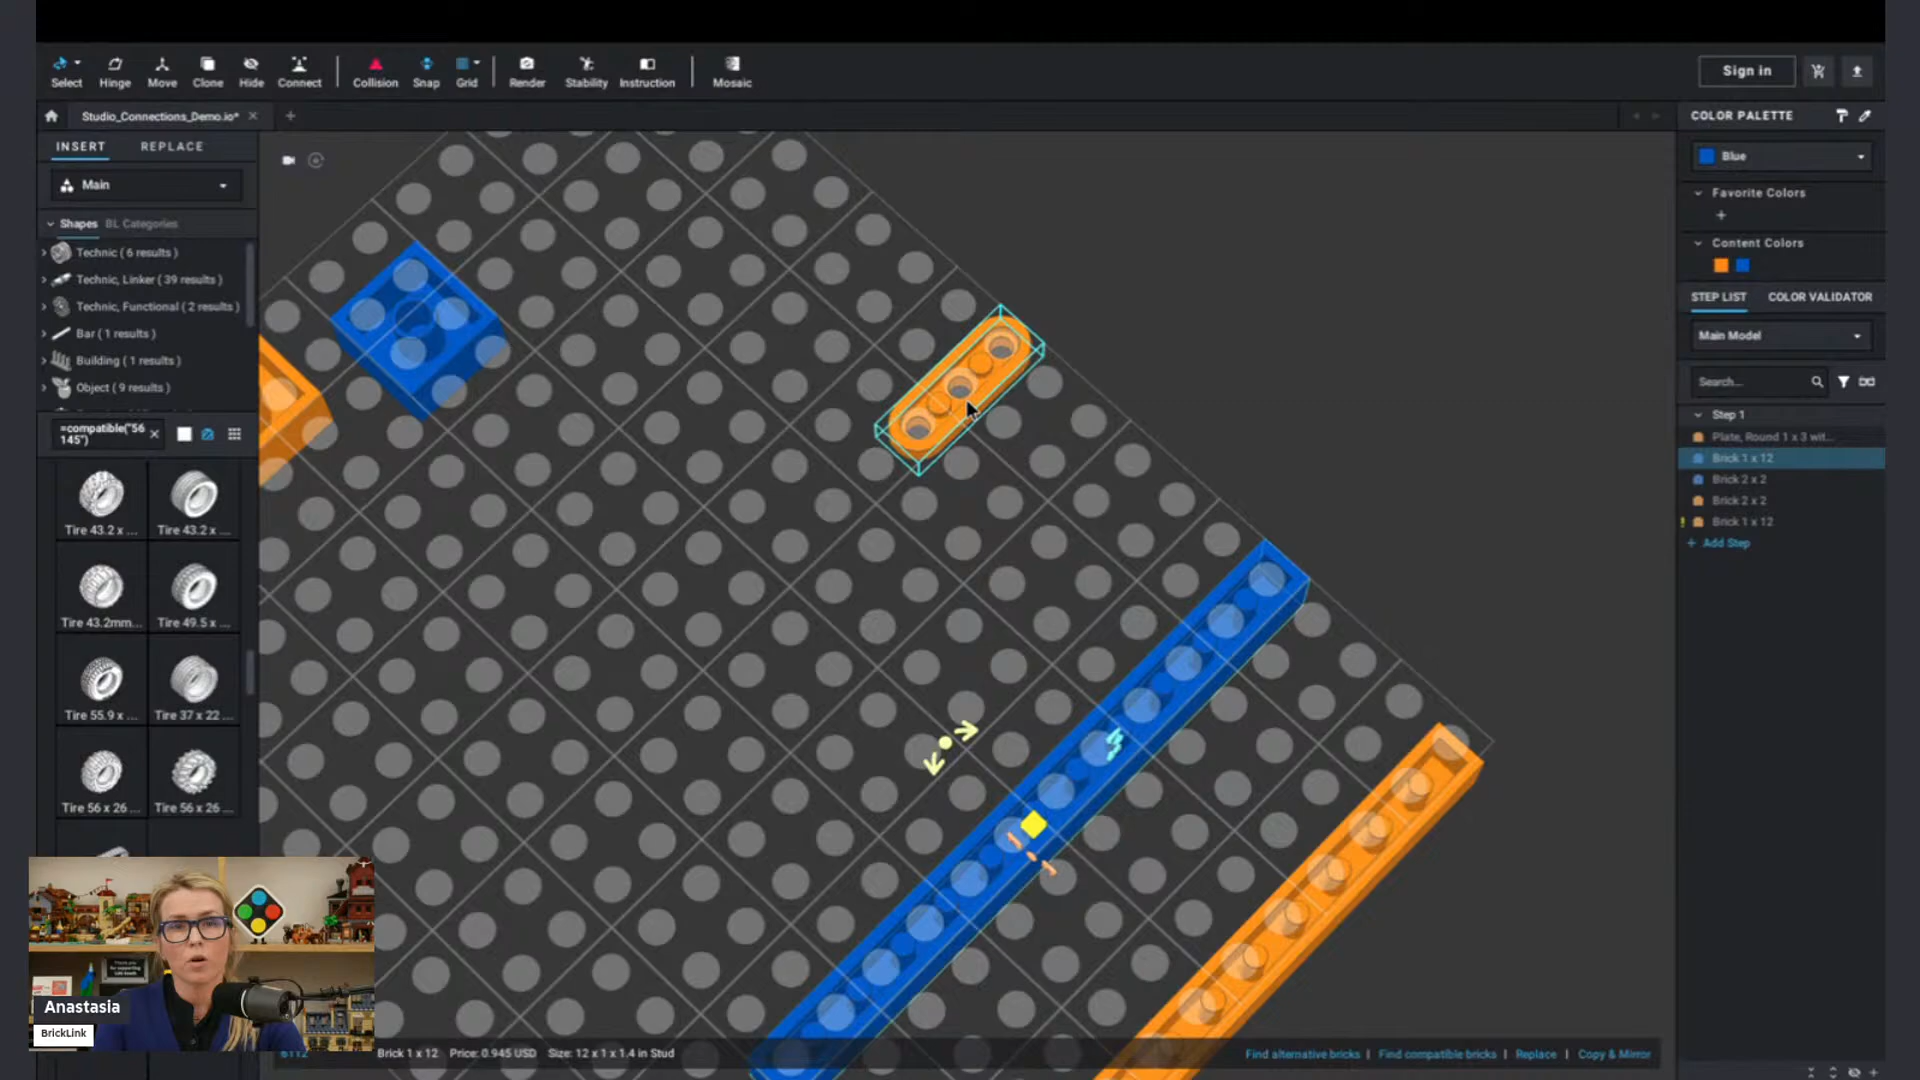 Select
Hinge
Move
Clone
Hide
Connect
Collision
Snap
Grid
Render
Stability
Instruction
Mosaic
Sign in
Studio_Connections_Demo.io*
INSERT
REPLACE
Main
Shapes
BL Categories
Technic ( 6 results )
Technic, Linker ( 39 results )
Technic, Functional ( 2 results )
Bar ( 1 results )
Building ( 1 results )
Object ( 9 results )
=compatible("56
145")
Tire 43.2 x ...
Tire 43.2 x ...
Tire 43.2mm...
Tire 49.5 x ...
Tire 55.9 x ...
Tire 37 x 22 ...
Tire 56 x 26 ...
Tire 56 x 26 ...
COLOR PALETTE
Blue
Favorite Colors
Content Colors
STEP LIST
COLOR VALIDATOR
Main Model
Search...
Step 1
Plate, Round 1 x 3 wit...
Brick 1 x 12
Brick 2 x 2
Brick 2 x 2
Brick 1 x 12
+ Add Step
Anastasia
BrickLink
6112
Brick 1 x 12
Price: 0.945 USD
Size: 12 x 1 x 1.4 in Stud
Find alternative bricks |
Find compatible bricks |
Replace |
Copy & Mirror